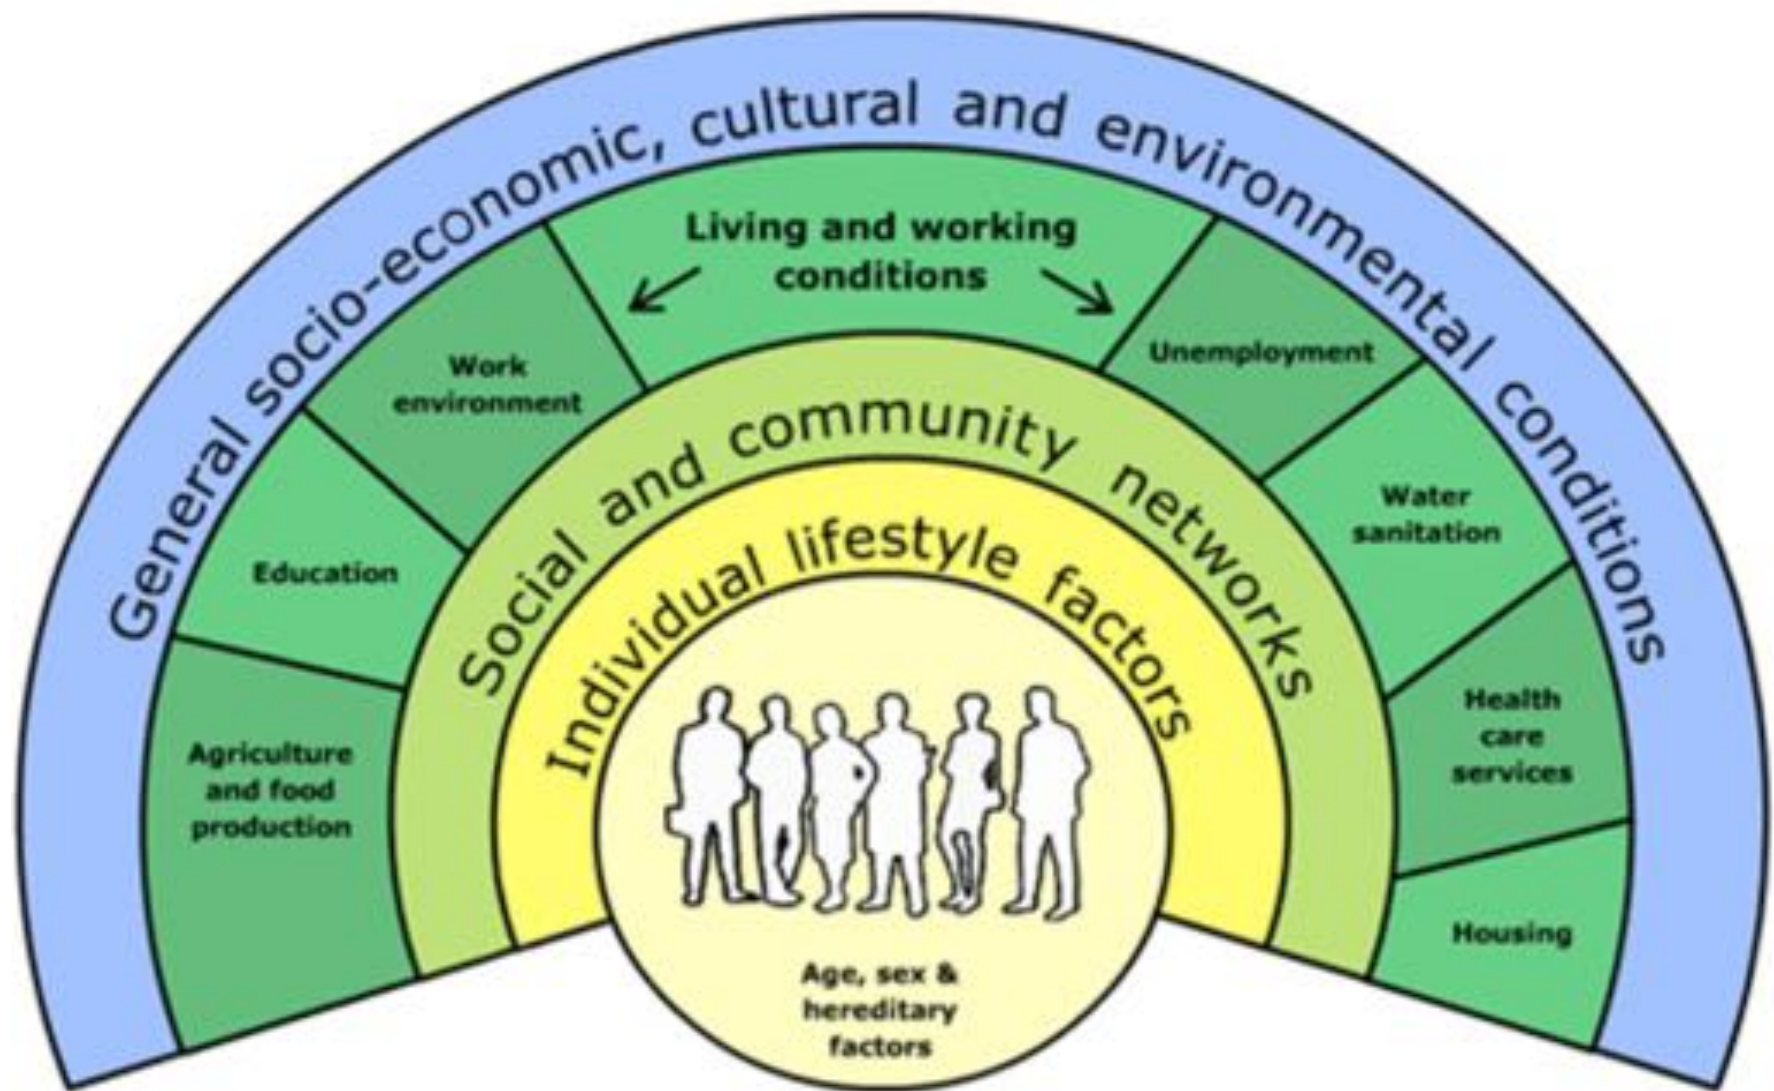 General socio-economic, cultural and environmental conditions
Living and working
conditions
Work
environment
Education
Agriculture
and food
production
Unemployment
Water
sanitation
Health
care
services
Housing
Social and community networks
Individual lifestyle factors
Age, sex &
hereditary
factors